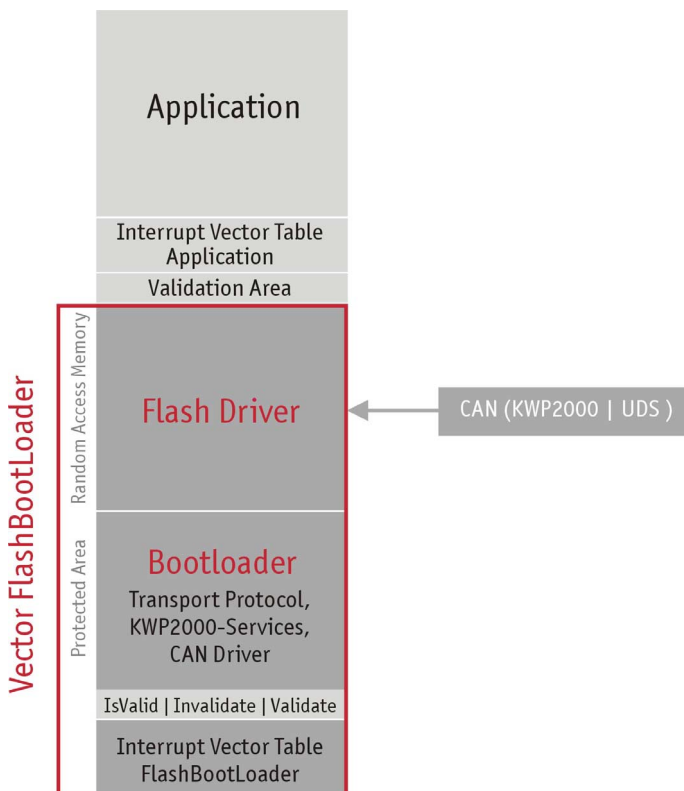 Application
Interrupt Vector Table
Application
Validation Area
Vector FlashBootLoader
Random Access Memory
Flash Driver
CAN (KWP2000 | UDS )
Protected Area
Bootloader
Transport Protocol,
KWP2000-Services,
CAN Driver
IsValid | Invalidate | Validate
Interrupt Vector Table
FlashBootLoader